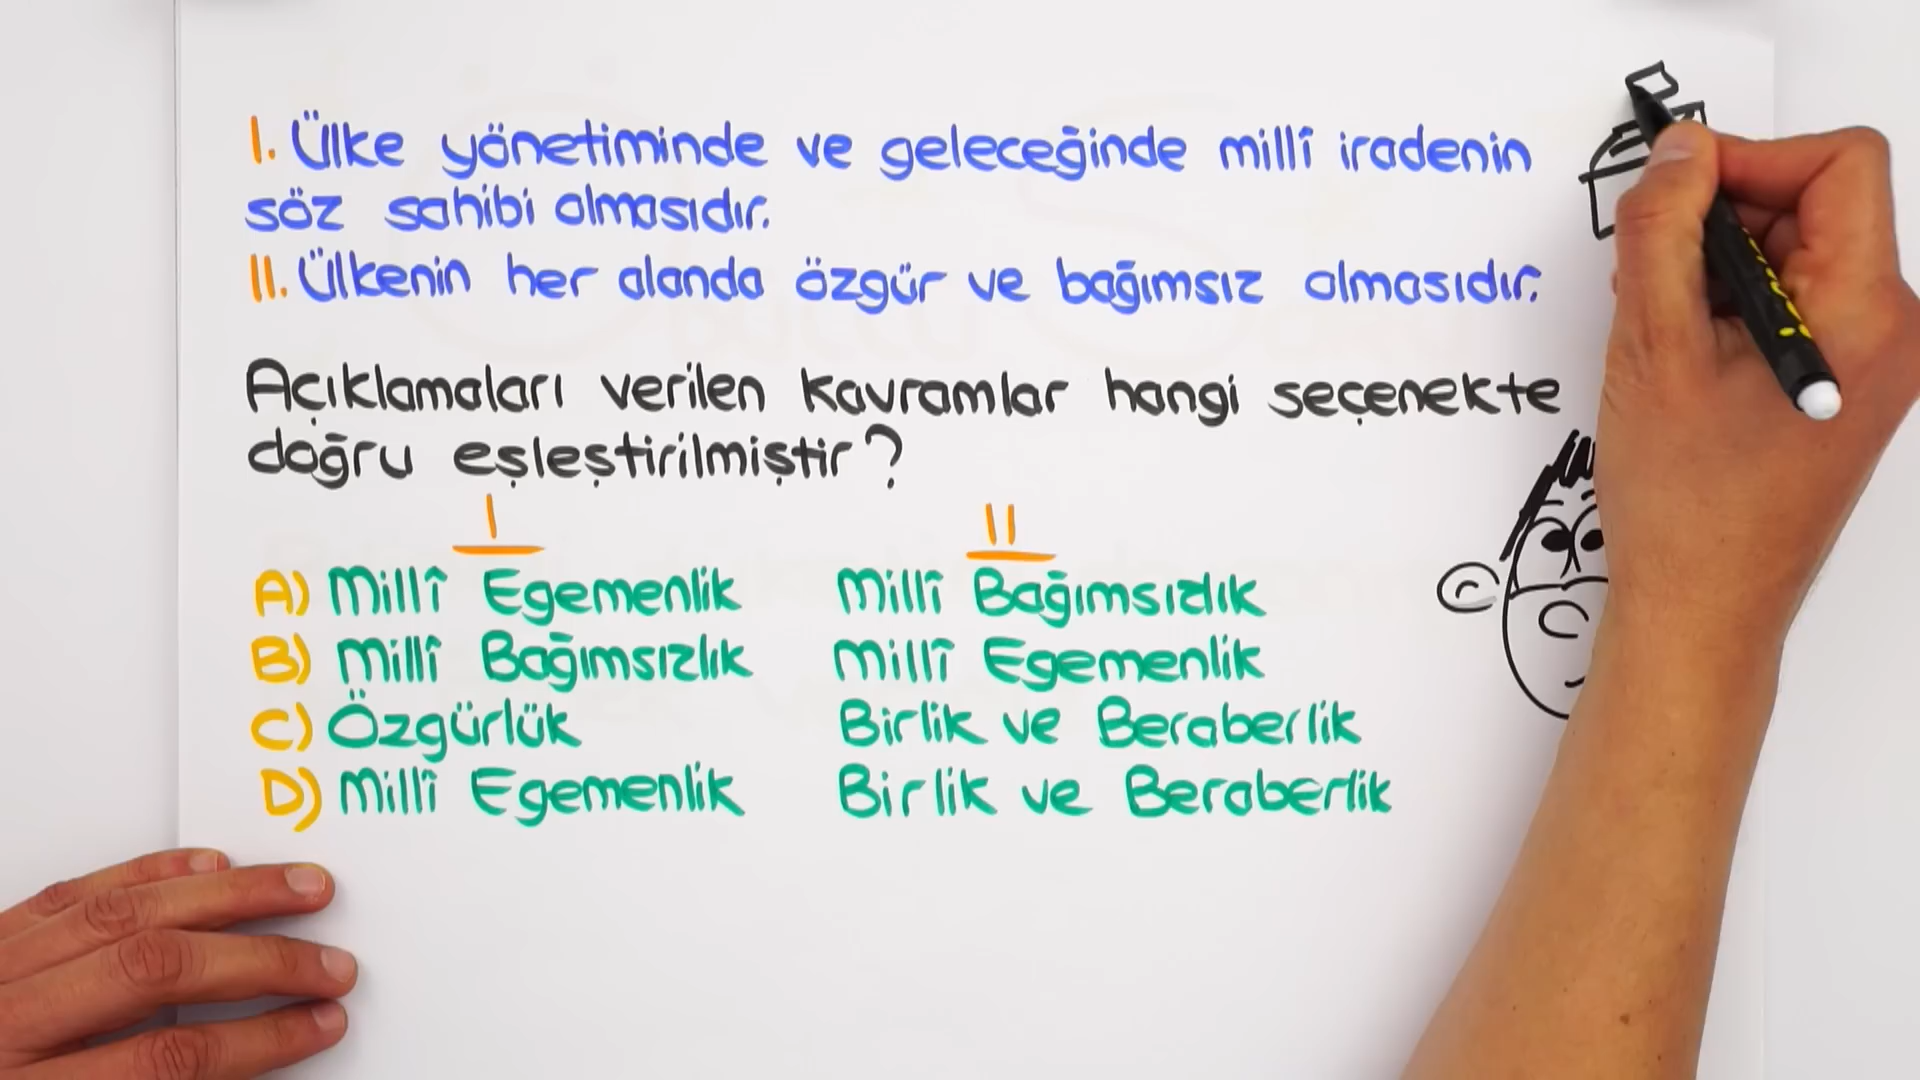 I. Ülke yönetiminde ve geleceğinde millî iradenin
söz sahibi olmasıdır.
II. Ülkenin her alanda özgür ve bağımsız olmasıdır.
Açıklamaları verilen kavramlar hangi seçenekte
doğru eşleştirilmiştir?
I II
A) Millî Egemenlik Millî Bağımsızlık
B) Millî Bağımsızlık Millî Egemenlik
C) Özgürlük Birlik ve Beraberlik
D) Millî Egemenlik Birlik ve Beraberlik